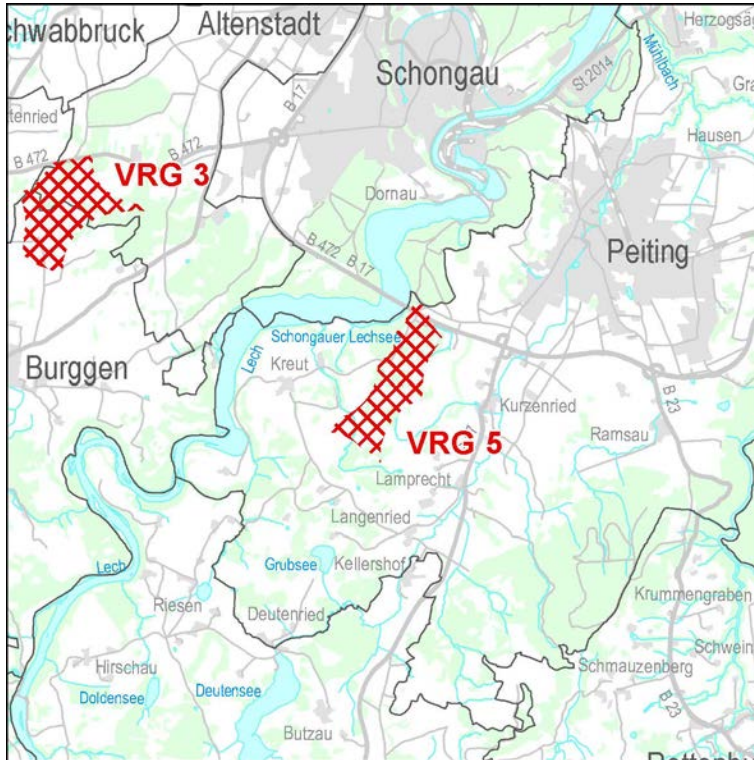 chwabbruck
Altenstadt
Herzogsä
Mühlbach
B 17
Schongau
St 2014
Gra
tenried
Hausen
B 472
B 472
VRG 3
Dornau
Peiting
B 472
B 17
Schongauer Lechsee
Lech
Burggen
Kreut
B 23
Kurzenried
VRG 5
Ramsau
Lamprecht
Langenried
Lech
Grubsee
Kellershof
Riesen
Krummengraben
Deutenried
Schwein
Hirschau
Schmauzenberg
Dolcensee
Deutensee
B 23
Butzau